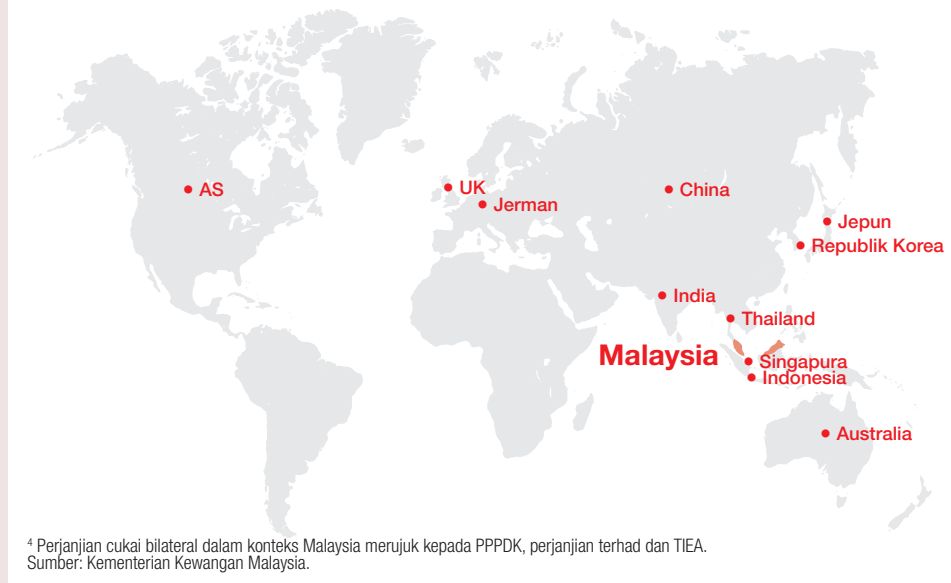 AS
UK
Jerman
China
Jepun
Republik Korea
India
Thailand
Malaysia
Singapura
Indonesia
Australia
⁴ Perjanjian cukai bilateral dalam konteks Malaysia merujuk kepada PPPDK, perjanjian terhad dan TIEA.
Sumber: Kementerian Kewangan Malaysia.